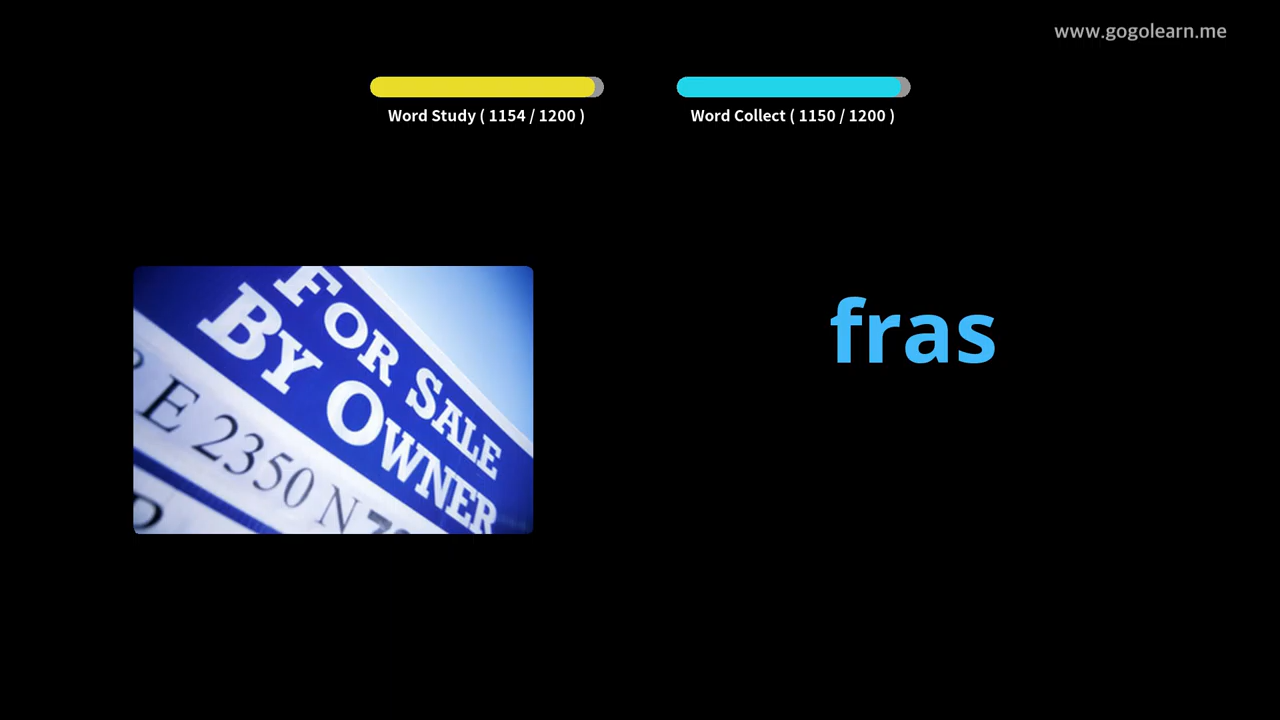 www.gogolearn.me
Word Study ( 1154 / 1200 )
Word Collect ( 1150 / 1200 )
FOR SALE
BY OWNER
E 2350 N
fras